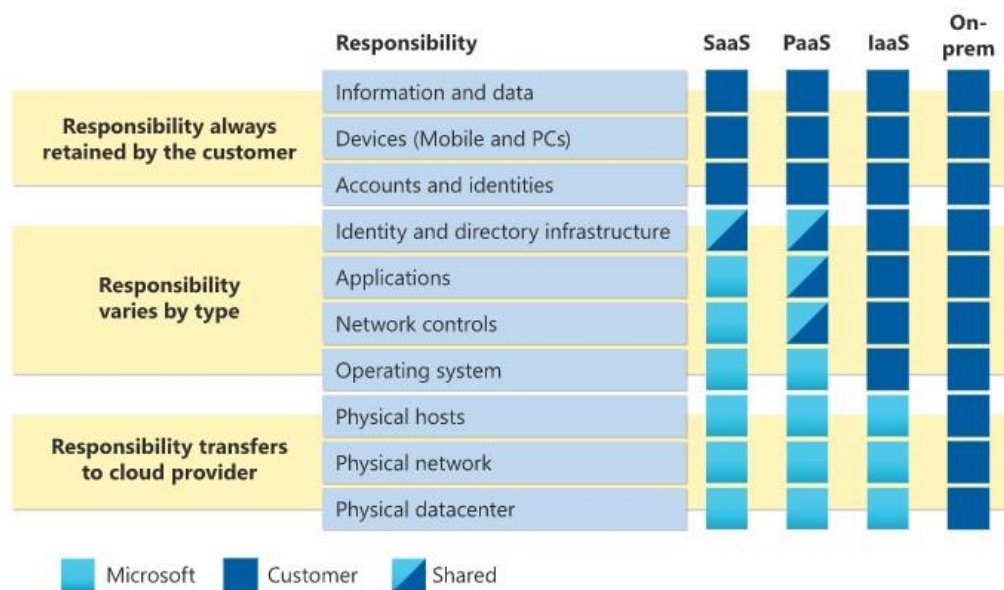 Responsibility SaaS PaaS IaaS On-
prem
Responsibility always
retained by the customer
Information and data
Devices (Mobile and PCs)
Accounts and identities
Responsibility
varies by type
Identity and directory infrastructure
Applications
Network controls
Operating system
Responsibility transfers
to cloud provider
Physical hosts
Physical network
Physical datacenter
Microsoft Customer Shared